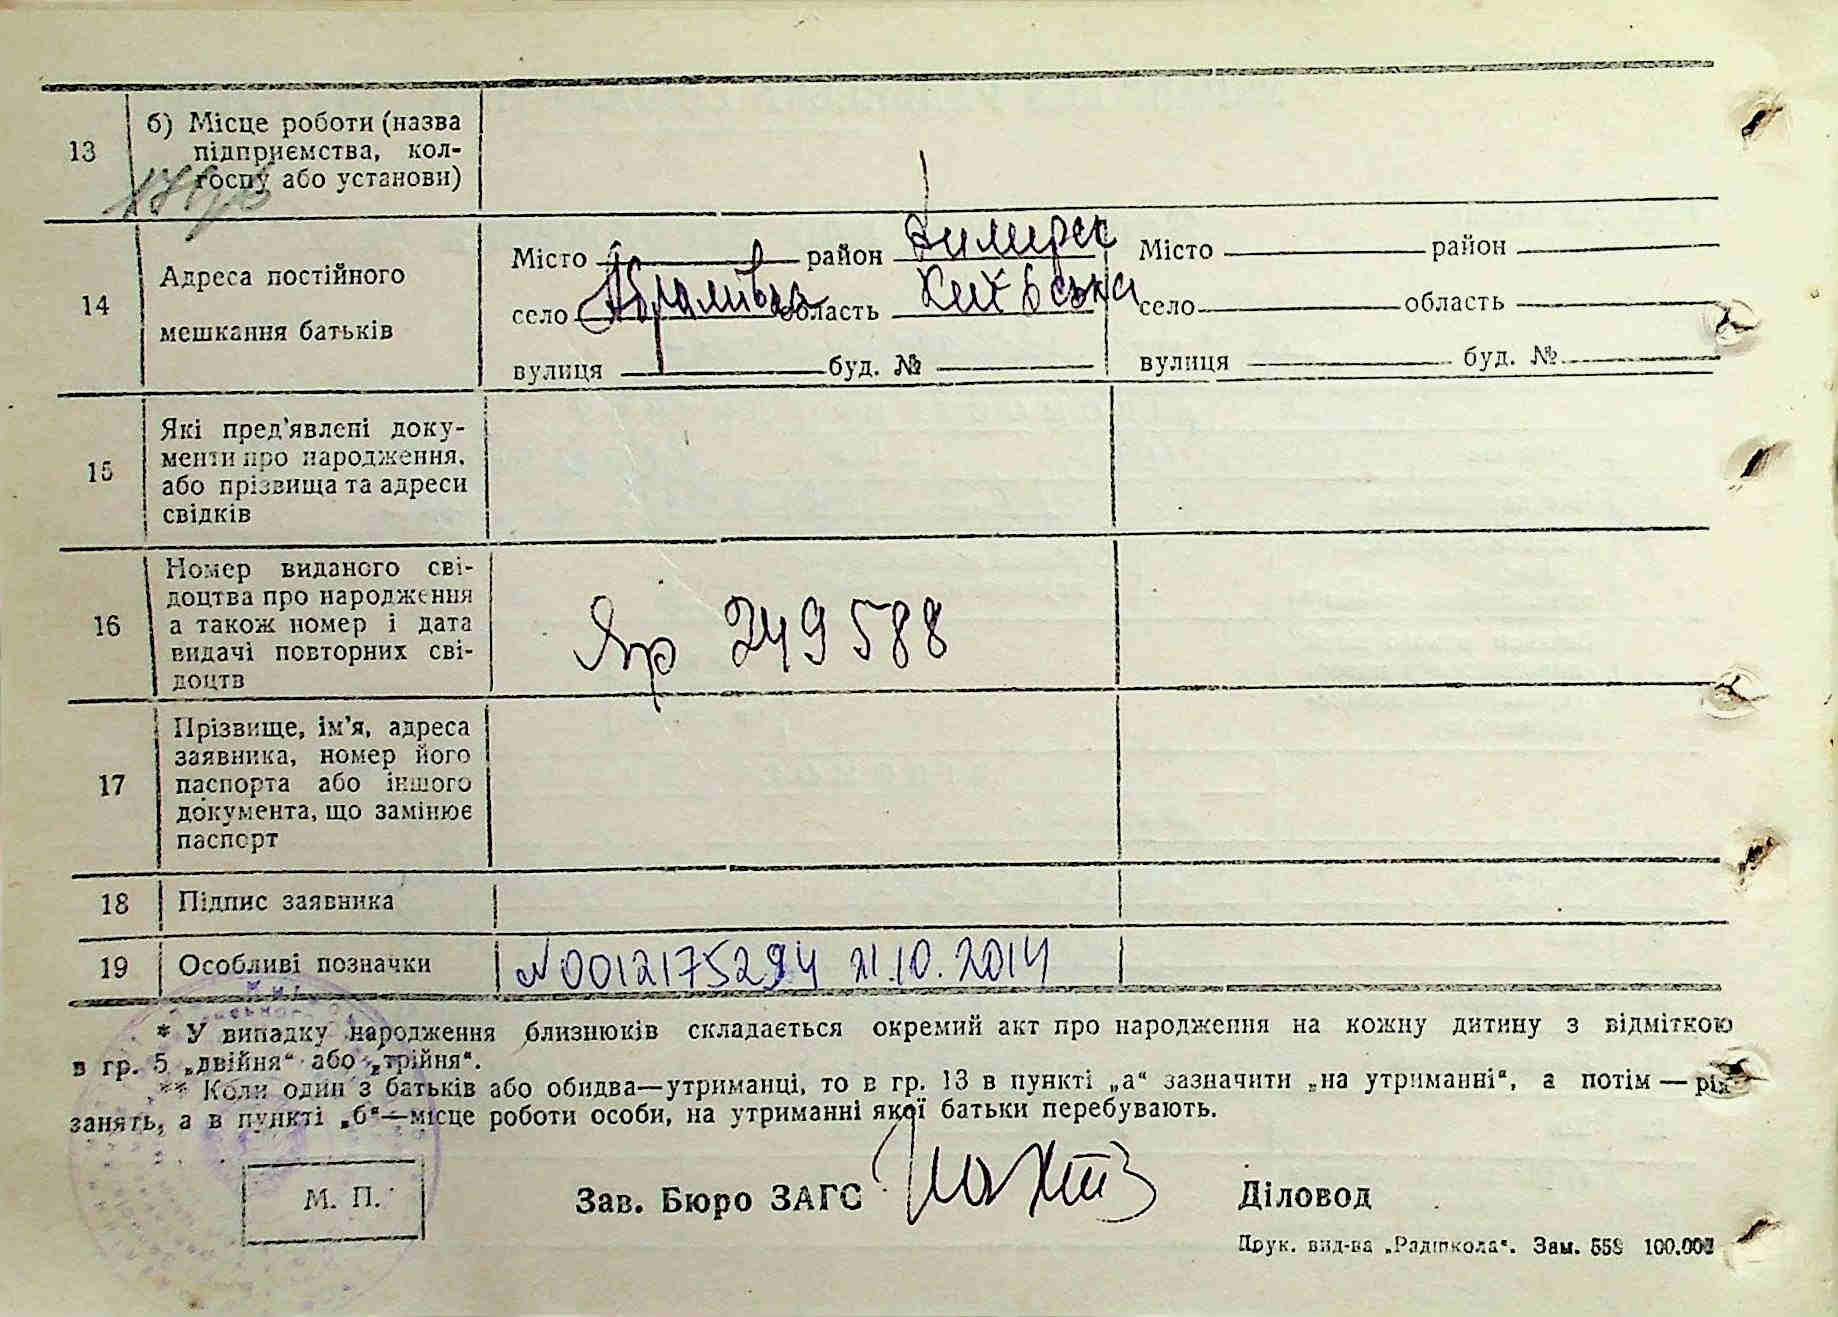 13
б) Місце роботи (назва
підприємства, кол-
госпу або установи)
14
Адреса постійного
мешкання батьків
Місто район Димерск Місто район
село Абрамівка область Київська село область
вулиця буд. № вулиця буд. №
15
Які пред'явлені доку-
менти про народження,
або прізвища та адреси
свідків
16
Номер виданого сві-
доцтва про народження
а також номер і дата
видачі повторних сві-
доцтв
Яр 249588
17
Прізвище, ім'я, адреса
заявника, номер його
паспорта або іншого
документа, що замінює
паспорт
18 Підпис заявника
19 Особливі позначки N0012175294 21.10.2014
* У випадку народження близнюків складається окремий акт про народження на кожну дитину з відміткою
в гр. 5 „двійня“ або „трійня“.
** Коли один з батьків або обидва—утриманці, то в гр. 13 в пункті „а“ зазначити „на утриманні“, а потім — рід
занять, а в пункті „б“—місце роботи особи, на утриманні якої батьки перебувають.
М. П. Зав. Бюро ЗАГС Діловод
Друк. вид-ва „Радшкола“. Зам. 558 100.000